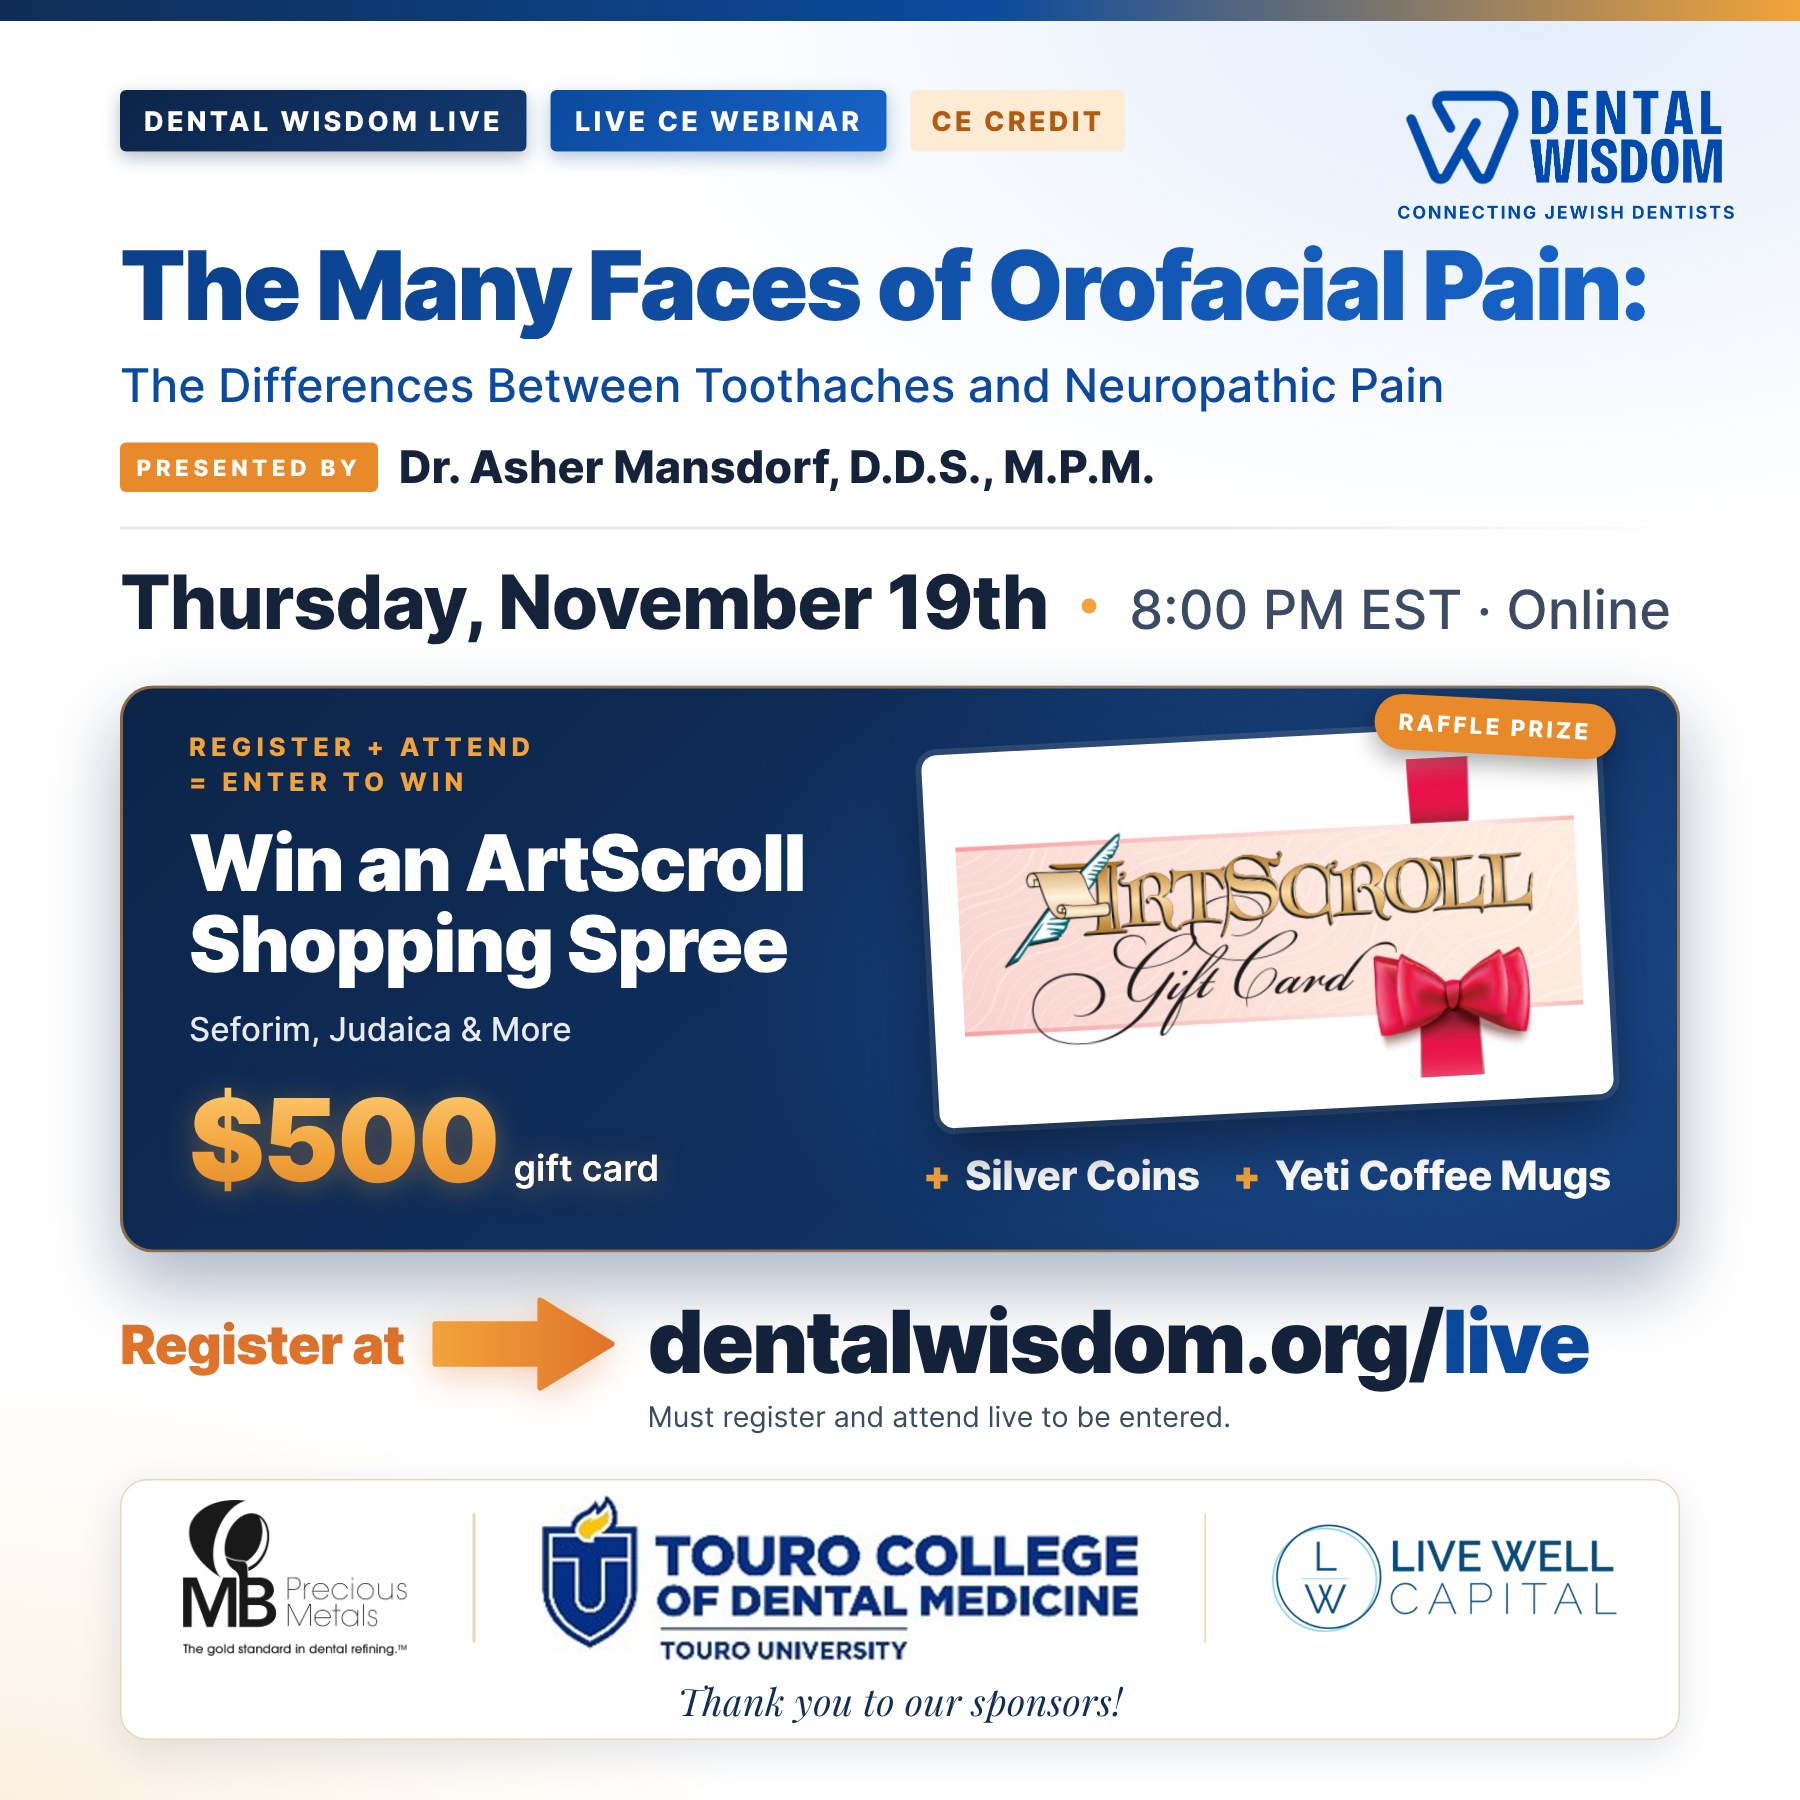 DENTAL WISDOM LIVE
LIVE CE WEBINAR
CE CREDIT
DENTAL
WISDOM
CONNECTING JEWISH DENTISTS
The Many Faces of Orofacial Pain:
The Differences Between Toothaches and Neuropathic Pain
PRESENTED BY Dr. Asher Mansdorf, D.D.S., M.P.M.
Thursday, November 19th • 8:00 PM EST · Online
REGISTER + ATTEND
= ENTER TO WIN
Win an ArtScroll
Shopping Spree
Seforim, Judaica & More
$500 gift card
RAFFLE PRIZE
ARTSCROLL
Gift Card
+ Silver Coins + Yeti Coffee Mugs
Register at dentalwisdom.org/live
Must register and attend live to be entered.
MB Precious
Metals
The gold standard in dental refining.™
TOURO COLLEGE
OF DENTAL MEDICINE
TOURO UNIVERSITY
L
W
LIVE WELL
CAPITAL
Thank you to our sponsors!